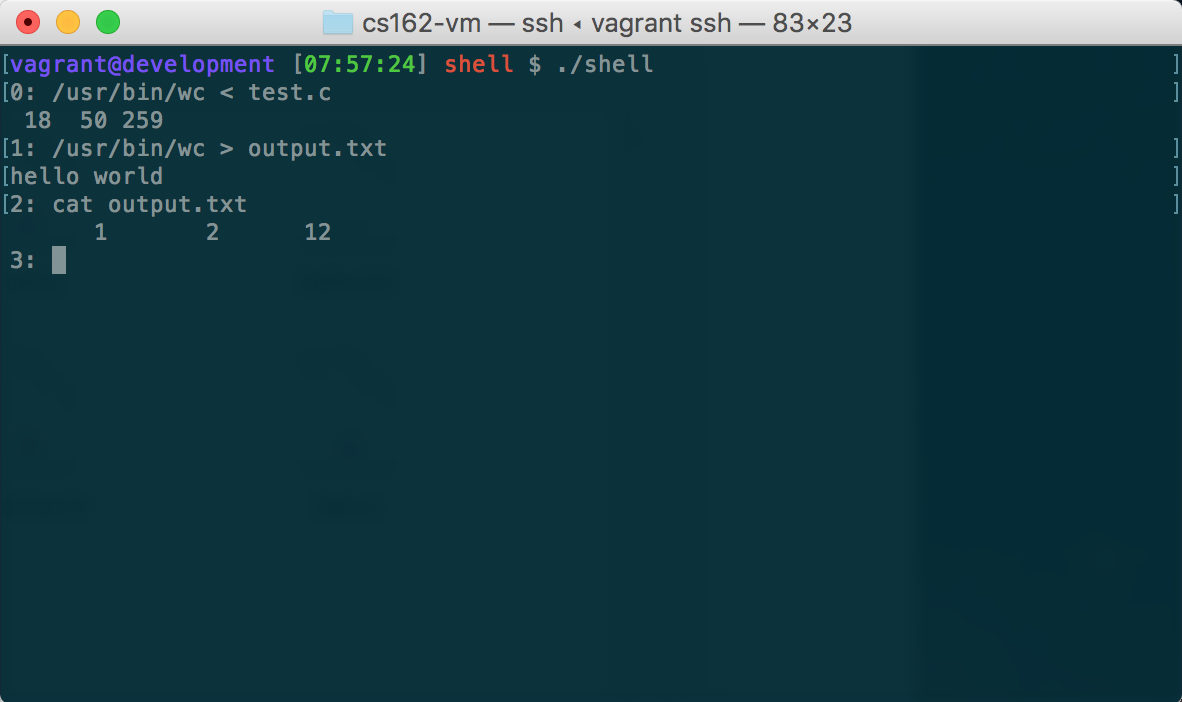 cs162-vm — ssh ◂ vagrant ssh — 83×23
[vagrant@development [07:57:24] shell $ ./shell ]
[0: /usr/bin/wc < test.c ]
 18  50 259
[1: /usr/bin/wc > output.txt ]
[hello world ]
[2: cat output.txt ]
      1       2      12
3: